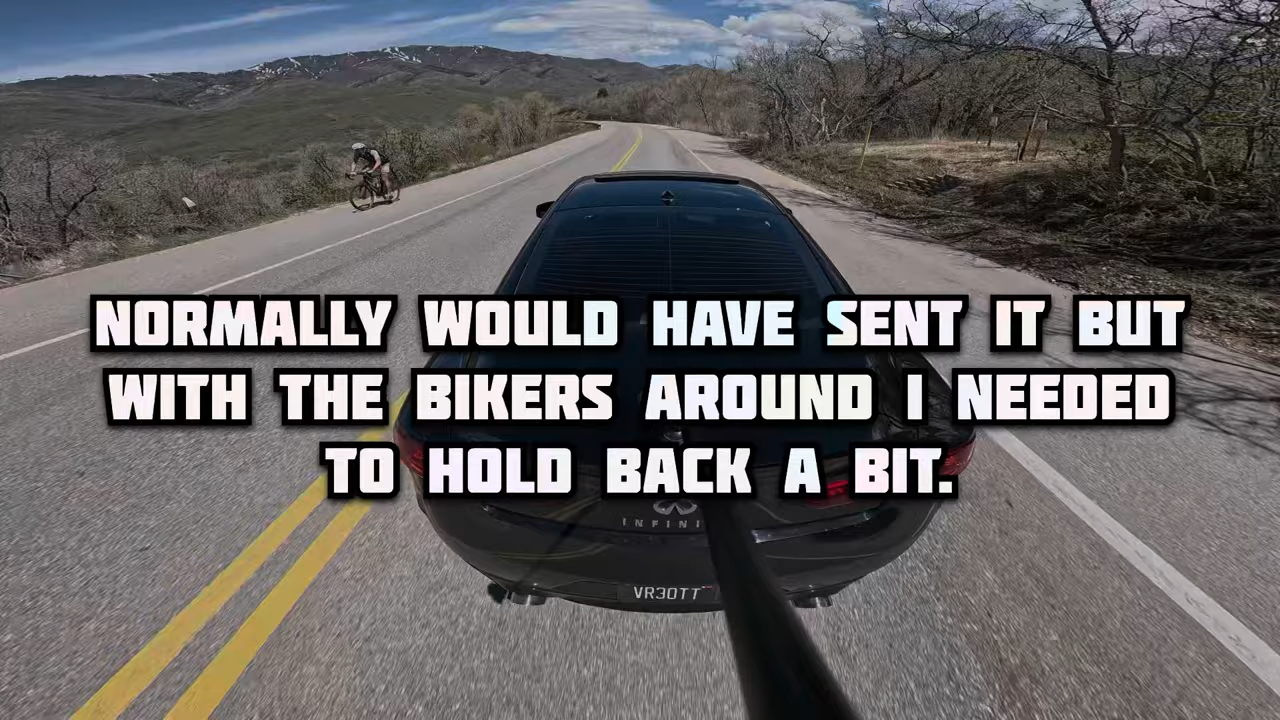 NORMALLY WOULD HAVE SENT IT BUT
WITH THE BIKERS AROUND I NEEDED
TO HOLD BACK A BIT.
INFINI
VR30TT